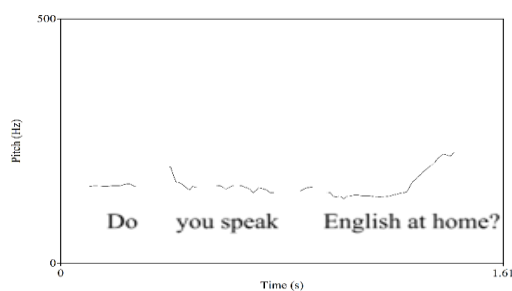 500
Pitch (Hz)
Do you speak English at home?
0
0
1.61
Time (s)